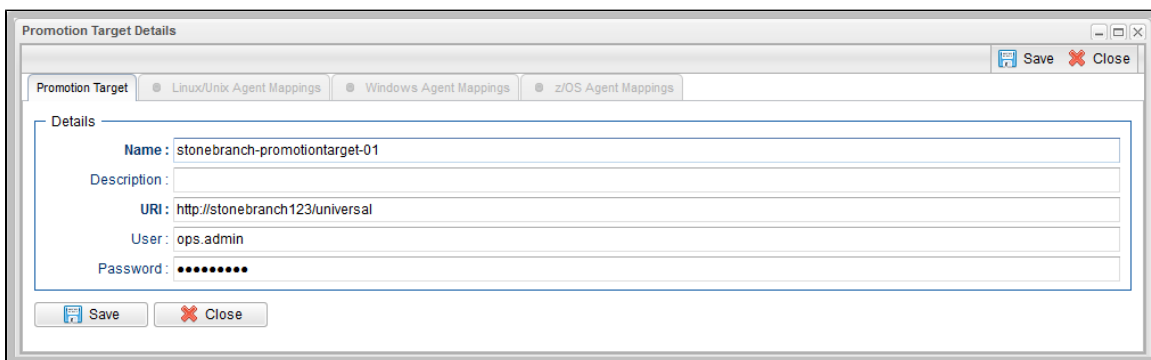 Promotion Target Details
Save Close
Promotion Target Linux/Unix Agent Mappings Windows Agent Mappings z/OS Agent Mappings
Details
Name : stonebranch-promotiontarget-01
Description :
URI : http://stonebranch123/universal
User : ops.admin
Password : ●●●●●●●●●
Save Close